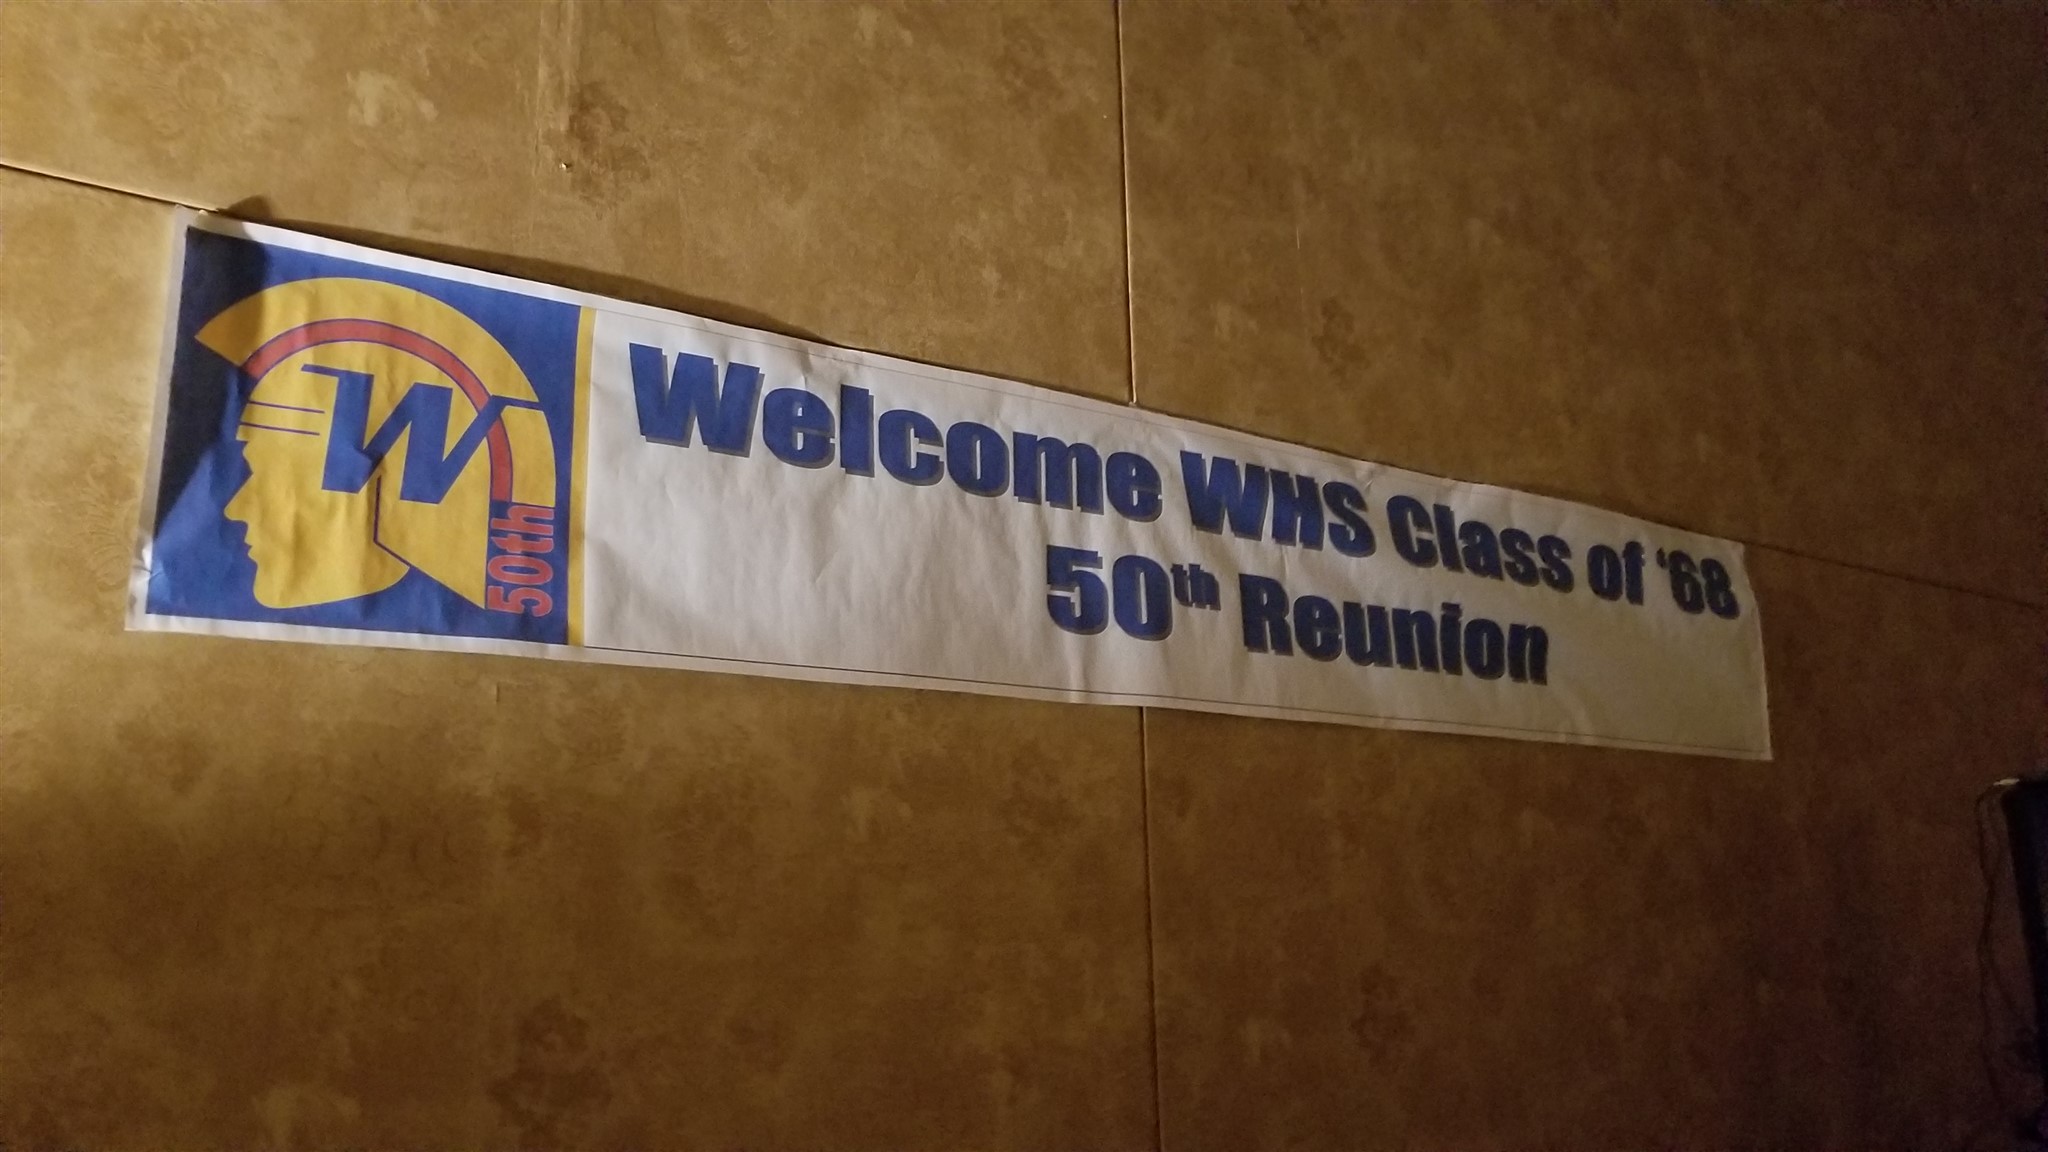 W
50th
Welcome WHS Class of ‘68
50th Reunion